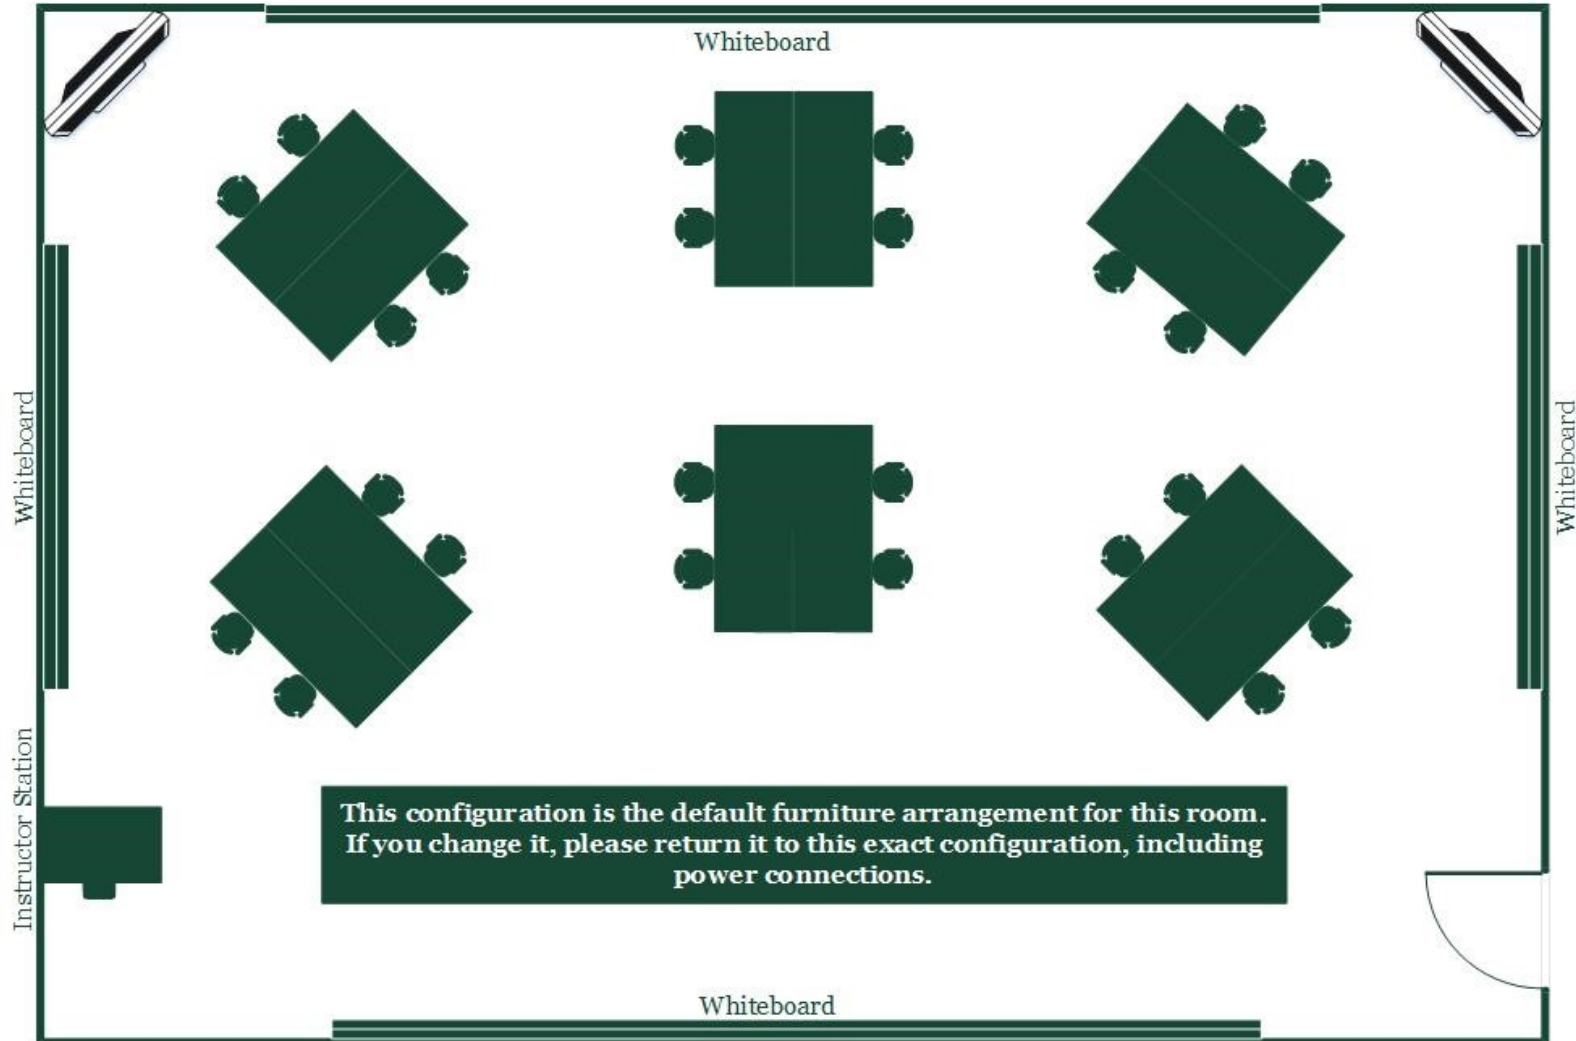 Whiteboard
Whiteboard
Whiteboard
Instructor Station
This configuration is the default furniture arrangement for this room.
If you change it, please return it to this exact configuration, including
power connections.
Whiteboard